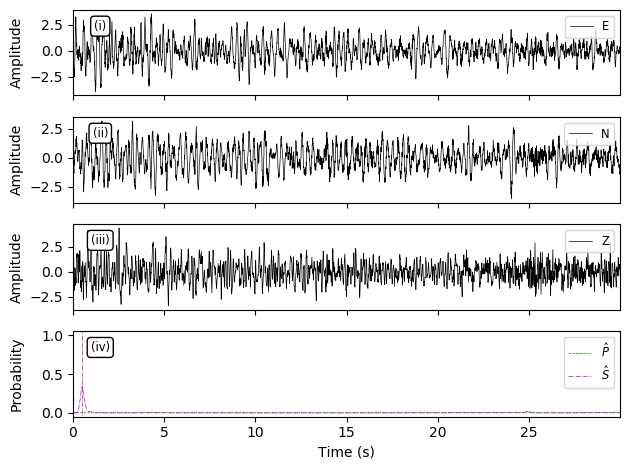 Amplitude
2.5
0.0
−2.5
(i)
E
Amplitude
2.5
0.0
−2.5
(ii)
N
Amplitude
2.5
0.0
−2.5
(iii)
Z
Probability
1.0
0.5
0.0
(iv)
P̂
Ŝ
0 5 10 15 20 25
Time (s)